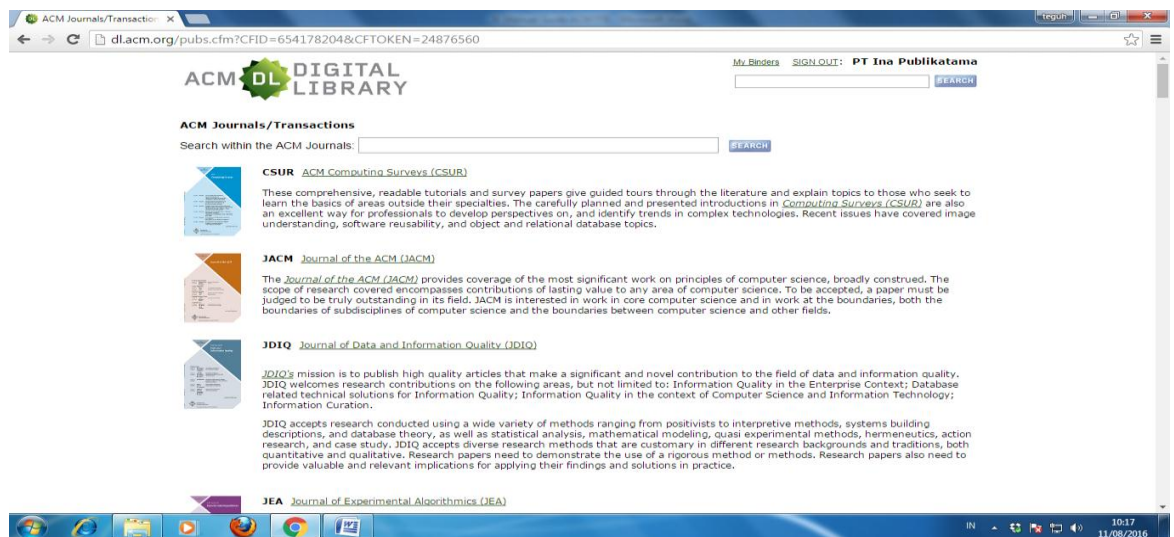 ACM Journals/Transaction
teguh
dl.acm.org/pubs.cfm?CFID=654178204&CFTOKEN=24876560
ACM DL DIGITAL LIBRARY
My Binders SIGN OUT: PT Ina Publikatama
SEARCH
ACM Journals/Transactions
Search within the ACM Journals:
SEARCH
CSUR ACM Computing Surveys (CSUR)
These comprehensive, readable tutorials and survey papers give guided tours through the literature and explain topics to those who seek to
learn the basics of areas outside their specialties. The carefully planned and presented introductions in Computing Surveys (CSUR) are also
an excellent way for professionals to develop perspectives on, and identify trends in complex technologies. Recent issues have covered image
understanding, software reusability, and object and relational database topics.
JACM Journal of the ACM (JACM)
The Journal of the ACM (JACM) provides coverage of the most significant work on principles of computer science, broadly construed. The
scope of research covered encompasses contributions of lasting value to any area of computer science. To be accepted, a paper must be
judged to be truly outstanding in its field. JACM is interested in work in core computer science and in work at the boundaries, both the
boundaries of subdisciplines of computer science and the boundaries between computer science and other fields.
JDIQ Journal of Data and Information Quality (JDIQ)
JDIQ's mission is to publish high quality articles that make a significant and novel contribution to the field of data and information quality.
JDIQ welcomes research contributions on the following areas, but not limited to: Information Quality in the Enterprise Context; Database
related technical solutions for Information Quality; Information Quality in the context of Computer Science and Information Technology;
Information Curation.
JDIQ accepts research conducted using a wide variety of methods ranging from positivists to interpretive methods, systems building
descriptions, and database theory, as well as statistical analysis, mathematical modeling, quasi experimental methods, hermeneutics, action
research, and case study. JDIQ accepts diverse research methods that are customary in different research backgrounds and traditions, both
quantitative and qualitative. Research papers need to demonstrate the use of a rigorous method or methods. Research papers also need to
provide valuable and relevant implications for applying their findings and solutions in practice.
JEA Journal of Experimental Algorithmics (JEA)
IN
10:17
11/08/2016